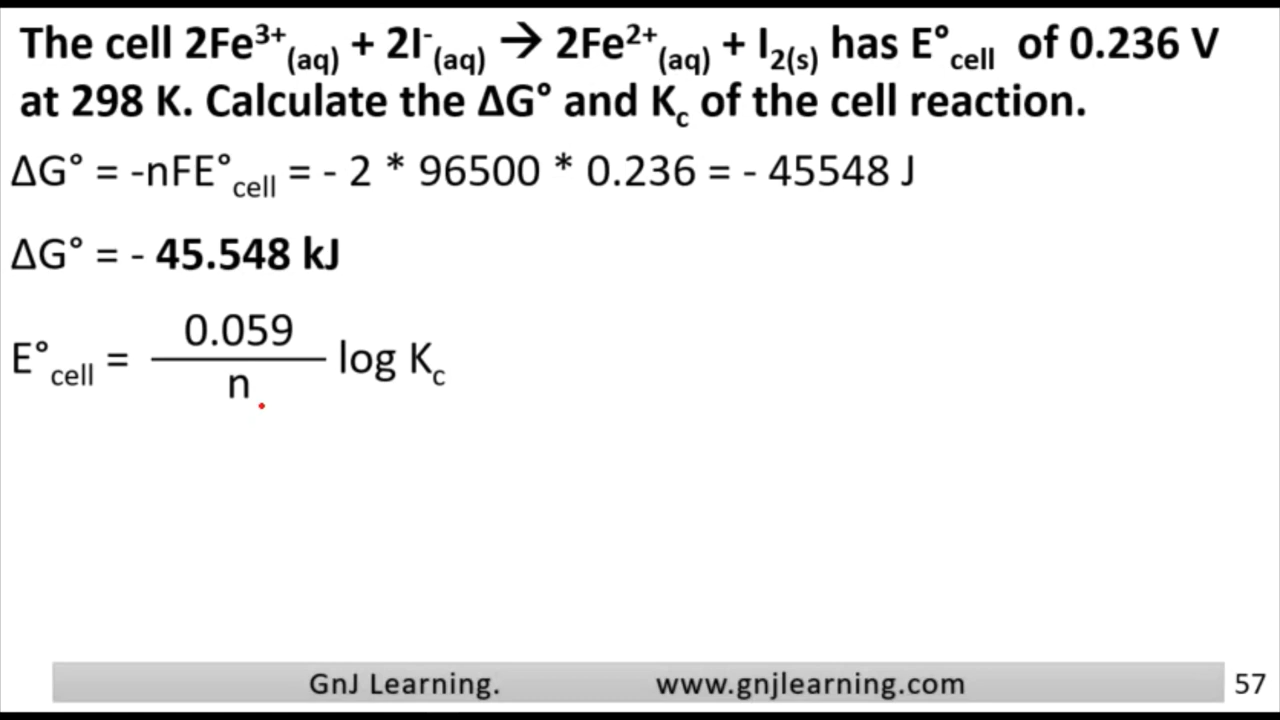 The cell 2Fe³⁺(aq) + 2I⁻(aq) → 2Fe²⁺(aq) + I₂(s) has E°cell of 0.236 V
at 298 K. Calculate the ΔG° and Kc of the cell reaction.
ΔG° = -nFE°cell = - 2 * 96500 * 0.236 = - 45548 J
ΔG° = - 45.548 kJ
E°cell = 0.059 / n log Kc
GnJ Learning. www.gnjlearning.com 57